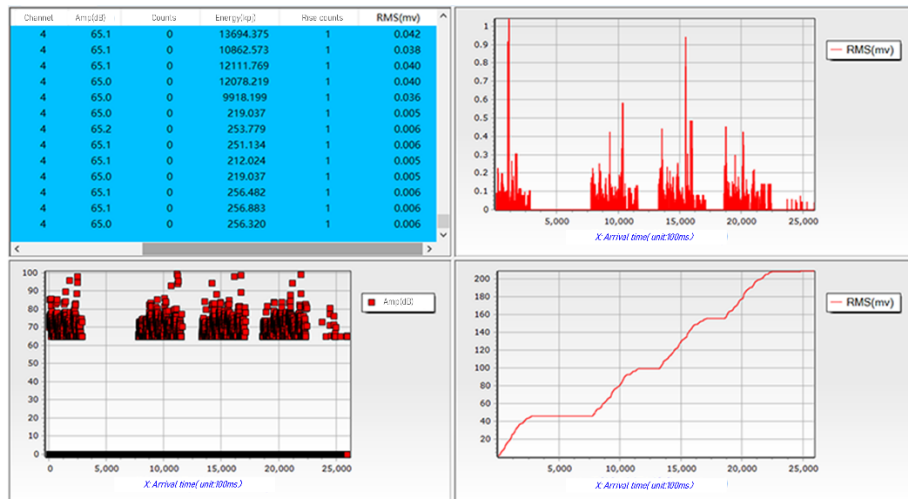 Channel Amp(dB) Counts Energy(kpj) Rise counts RMS(mv)
4 65.1 0 13694.375 1 0.042
4 65.1 0 10862.573 1 0.038
4 65.1 0 12111.769 1 0.040
4 65.0 0 12078.219 1 0.040
4 65.0 0 9918.199 1 0.036
4 65.0 0 219.037 1 0.005
4 65.2 0 253.779 1 0.006
4 65.1 0 251.134 1 0.006
4 65.1 0 212.024 1 0.005
4 65.0 0 219.037 1 0.005
4 65.1 0 256.482 1 0.006
4 65.1 0 256.883 1 0.006
4 65.0 0 256.320 1 0.006
1
0.9
0.8
0.7
0.6
0.5
0.4
0.3
0.2
0.1
0
5,000 10,000 15,000 20,000 25,000
X: Arrival time( unit:100ms.)
RMS(mv)
100
90
80
70
60
50
40
30
20
10
0
0 5,000 10,000 15,000 20,000 25,000
X: Arrival time( unit:100ms.)
Amp(dB)
200
180
160
140
120
100
80
60
40
20
5,000 10,000 15,000 20,000 25,000
X: Arrival time( unit:100ms.)
RMS(mv)